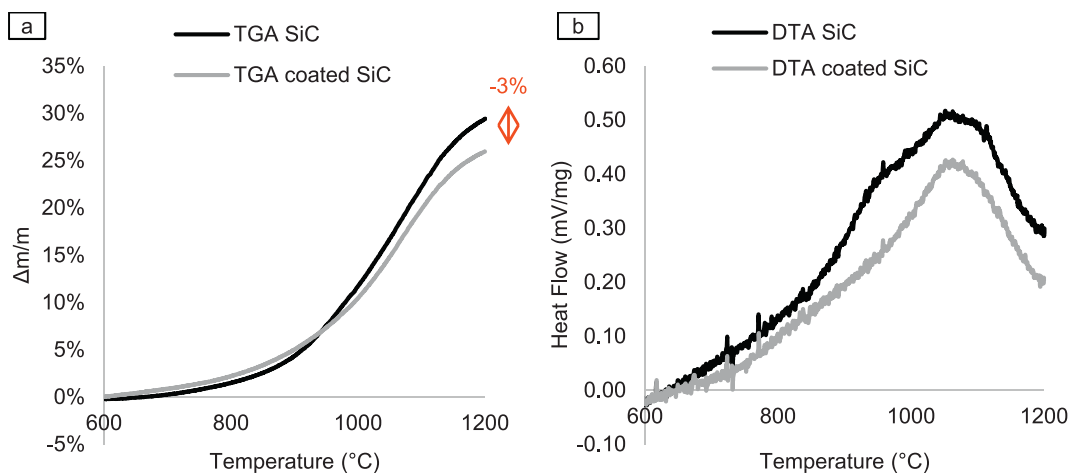 a
TGA SiC
TGA coated SiC
35%
30%
25%
20%
15%
10%
5%
0%
-5%
-3%
Δm/m
600
800
1000
1200
Temperature (°C)
b
DTA SiC
DTA coated SiC
0.60
0.50
0.40
0.30
0.20
0.10
0.00
-0.10
Heat Flow (mV/mg)
600
800
1000
1200
Temperature (°C)